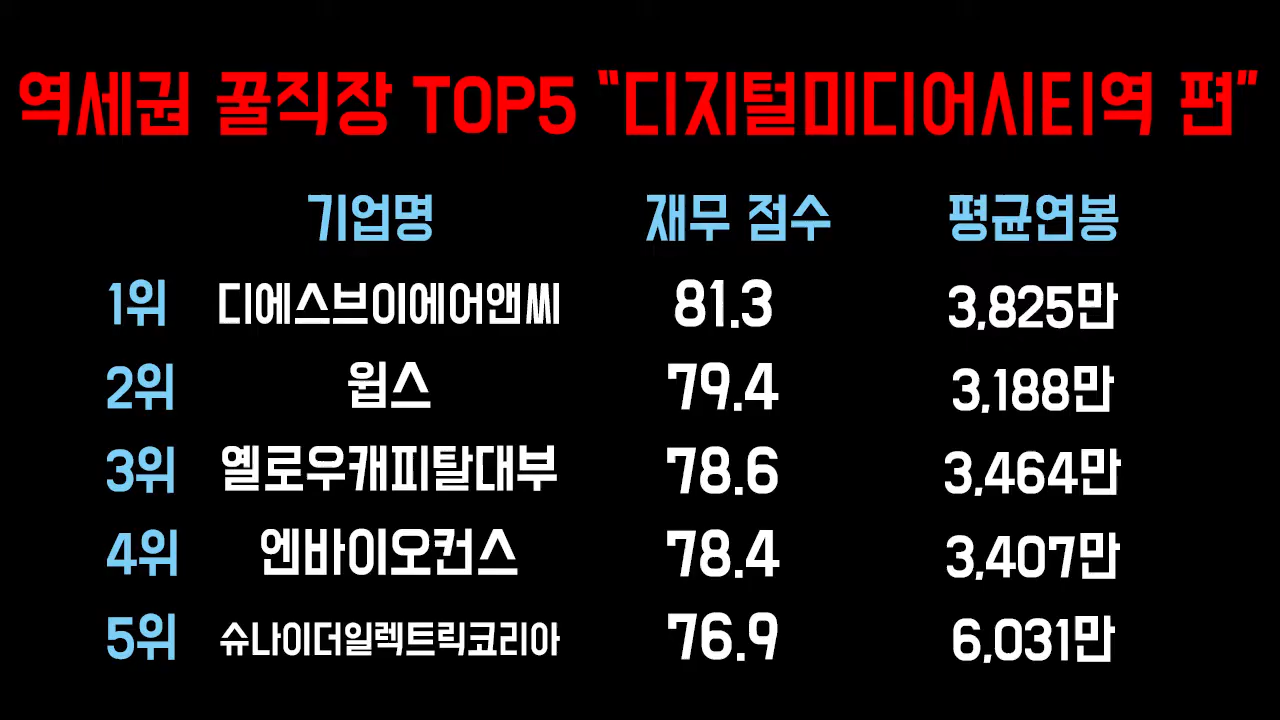 역세권 꿀직장 TOP5 "디지털미디어시티역 편"
기업명 재무 점수 평균연봉
1위 디에스브이에어앤씨 81.3 3,825만
2위 윕스 79.4 3,188만
3위 옐로우캐피탈대부 78.6 3,464만
4위 엔바이오컨스 78.4 3,407만
5위 슈나이더일렉트릭코리아 76.9 6,031만